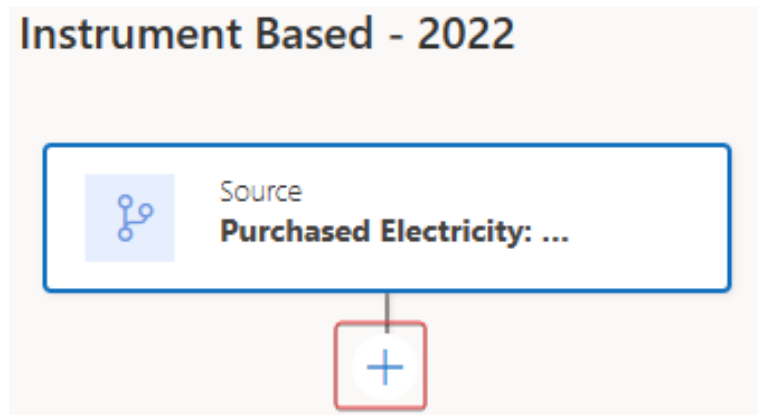 Instrument Based - 2022
Source
Purchased Electricity: ...